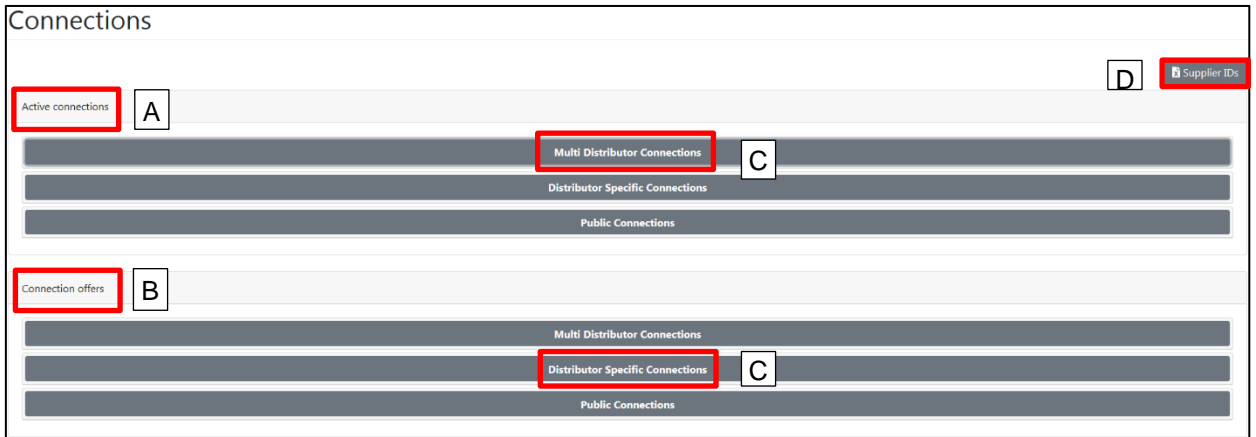 Connections
D
Supplier IDs
Active connections
A
Multi Distributor Connections
C
Distributor Specific Connections
Public Connections
Connection offers
B
Multi Distributor Connections
Distributor Specific Connections
C
Public Connections